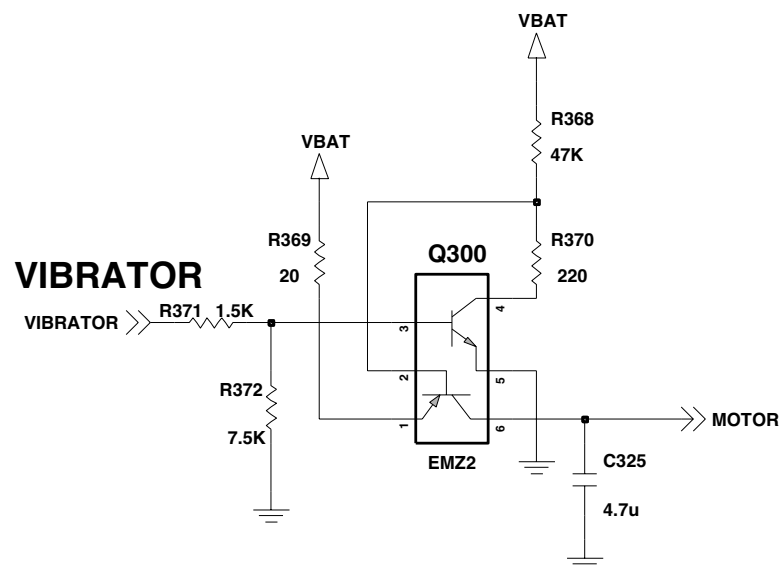 VBAT
R368
47K
VBAT
R369
20
Q300
R370
220
VIBRATOR
VIBRATOR
R371 1.5K
3
4
2
5
R372
7.5K
1
6
MOTOR
EMZ2
C325
4.7u